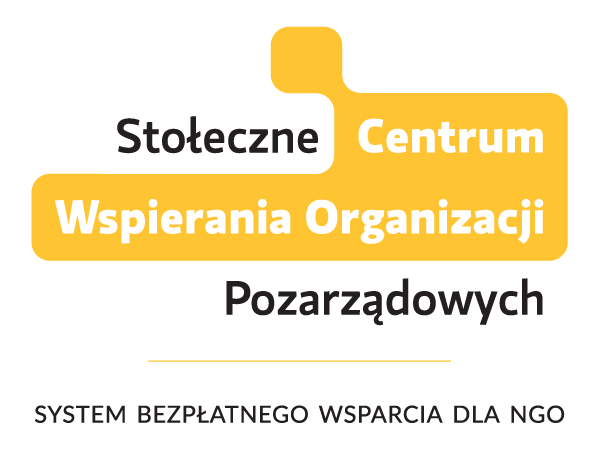 Stołeczne Centrum
Wspierania Organizacji
Pozarządowych
SYSTEM BEZPŁATNEGO WSPARCIA DLA NGO